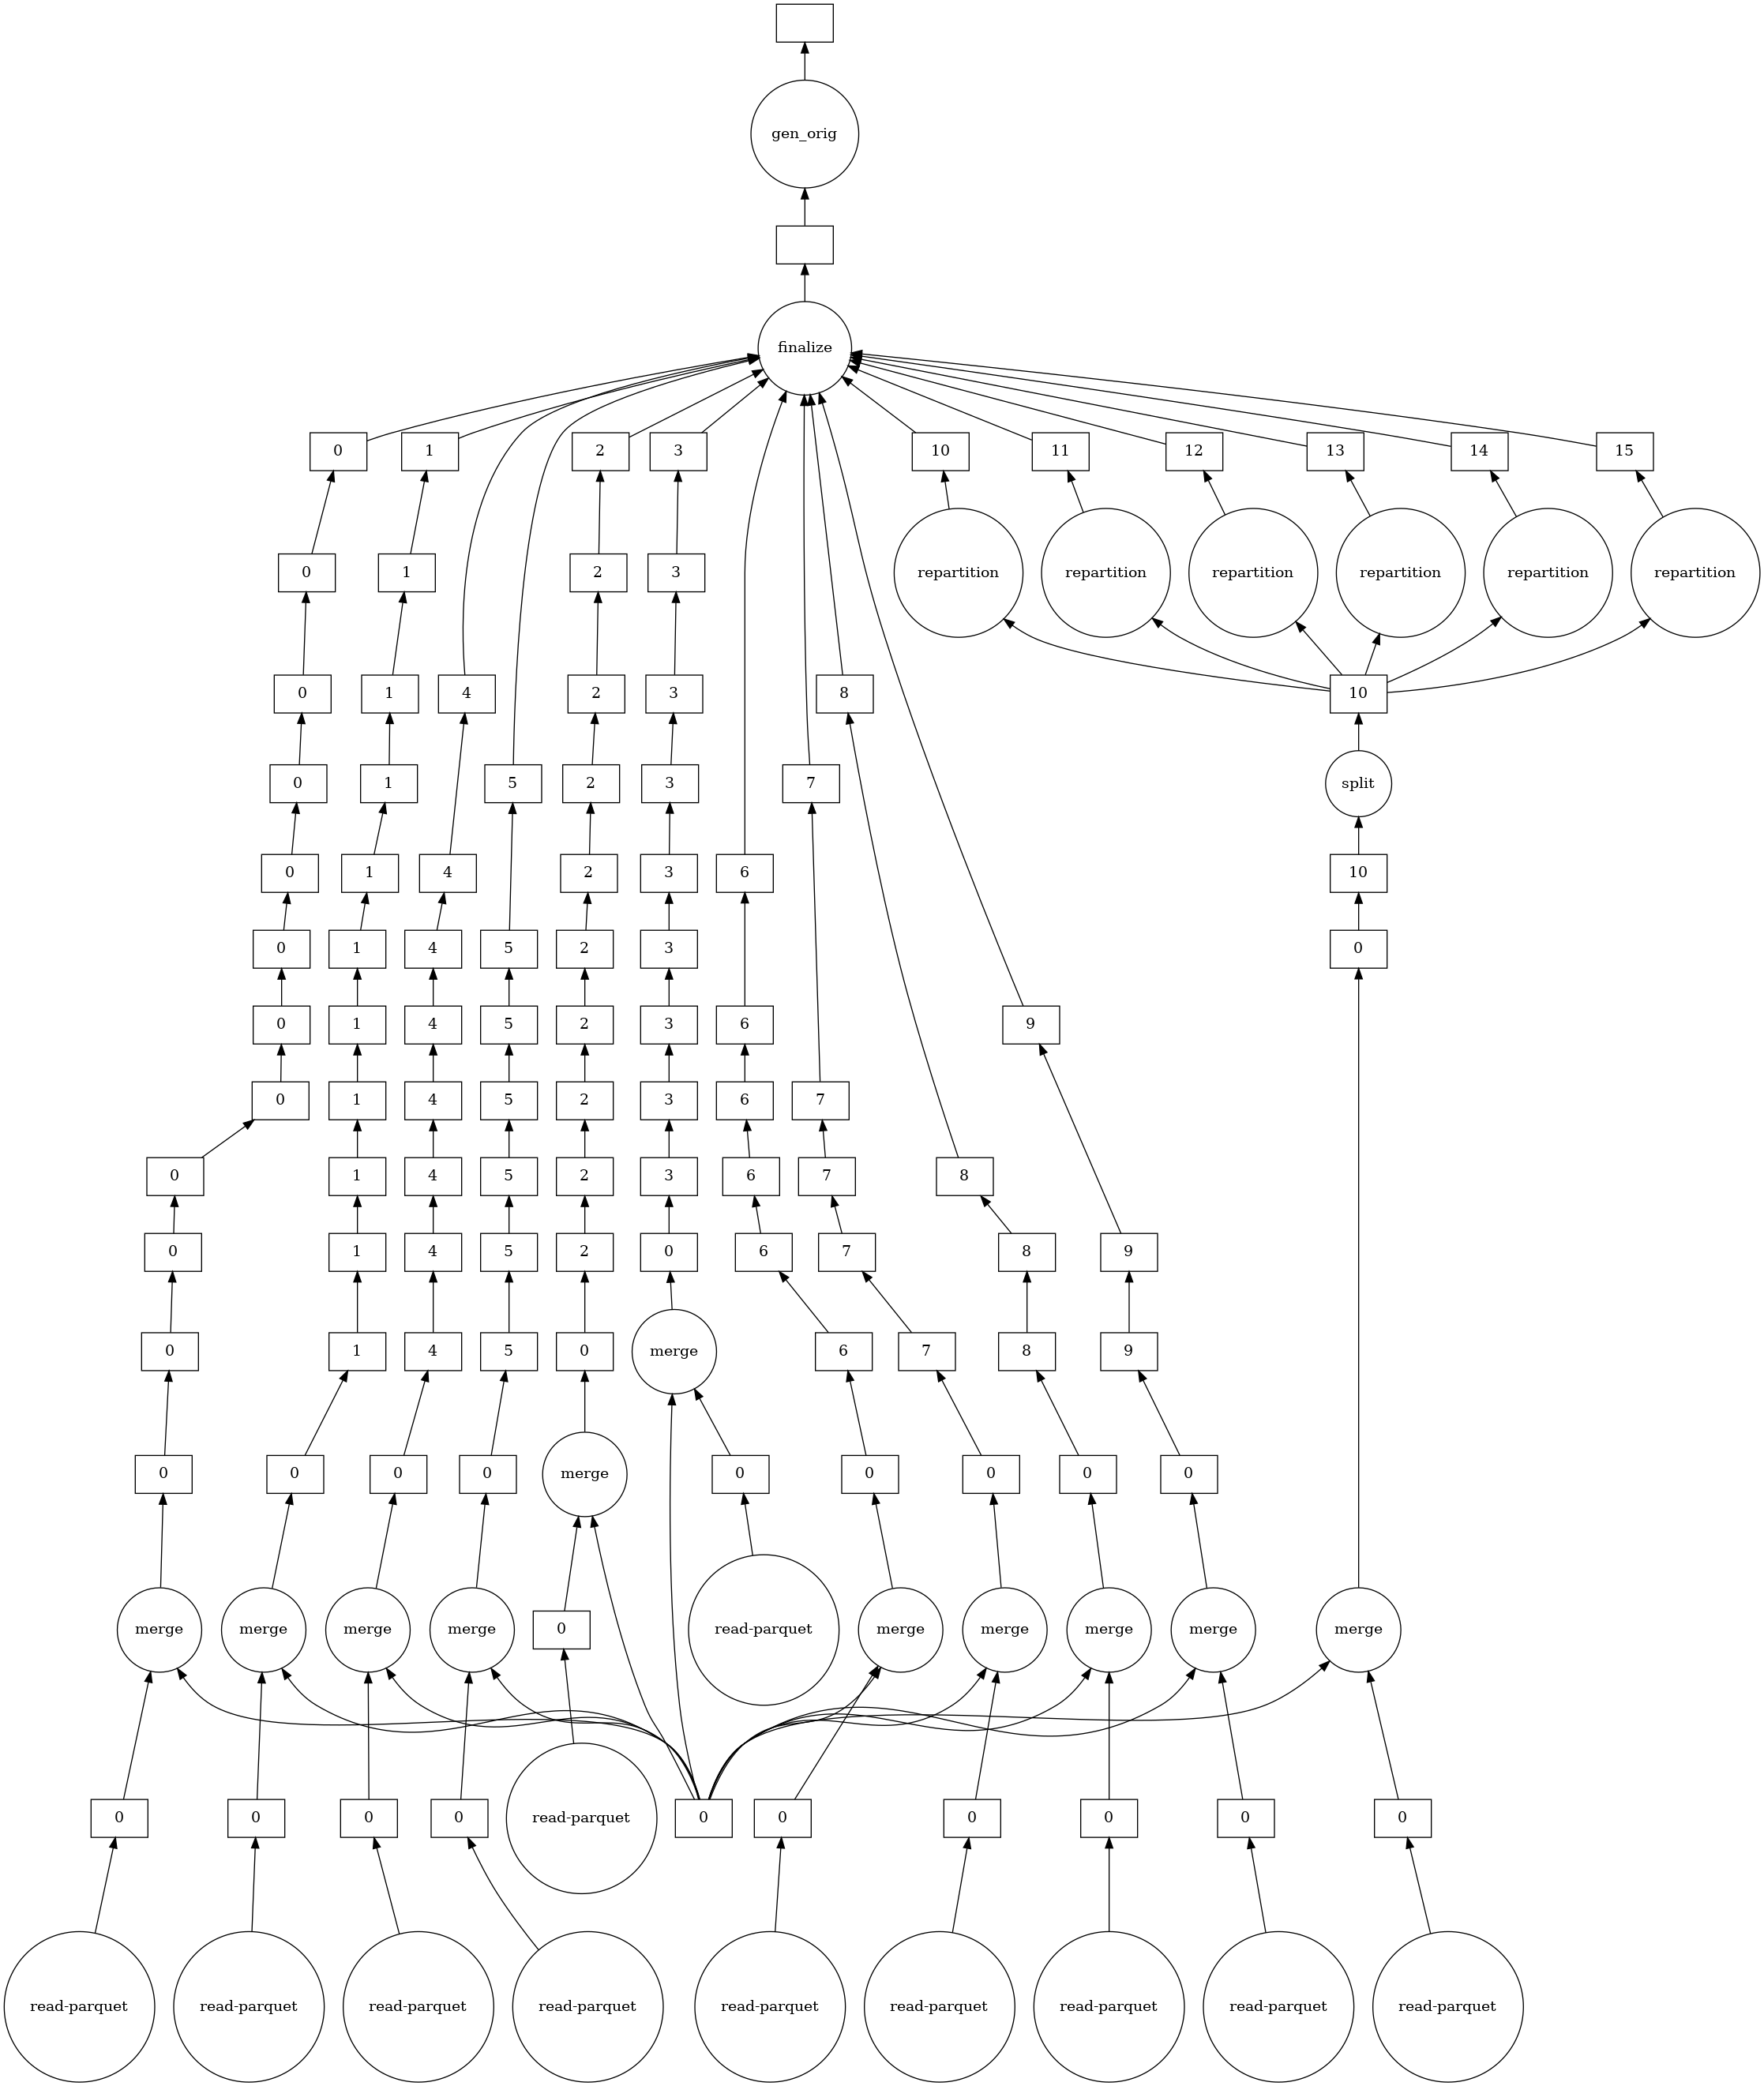 gen_orig
finalize
0 1 2 3 10 11 12 13 14 15
0 1 2 3 repartition repartition repartition repartition repartition repartition
0 1 4 2 3 8 10
0 1 5 2 3 7 split
0 1 4 2 3 6 10
0 1 4 5 2 3 0
0 1 4 5 2 3 6 9
0 1 4 5 2 3 6 7
0 1 4 5 2 3 6 7 8
0 1 4 5 2 0 6 7 8 9
0 1 4 5 0 merge 6 7 8 9
0 0 0 0 merge 0 0 0 0 0
merge merge merge merge 0 read-parquet merge merge merge merge merge
0 0 0 0 read-parquet 0 0 0 0 0 0
read-parquet read-parquet read-parquet read-parquet read-parquet read-parquet read-parquet read-parquet read-parquet